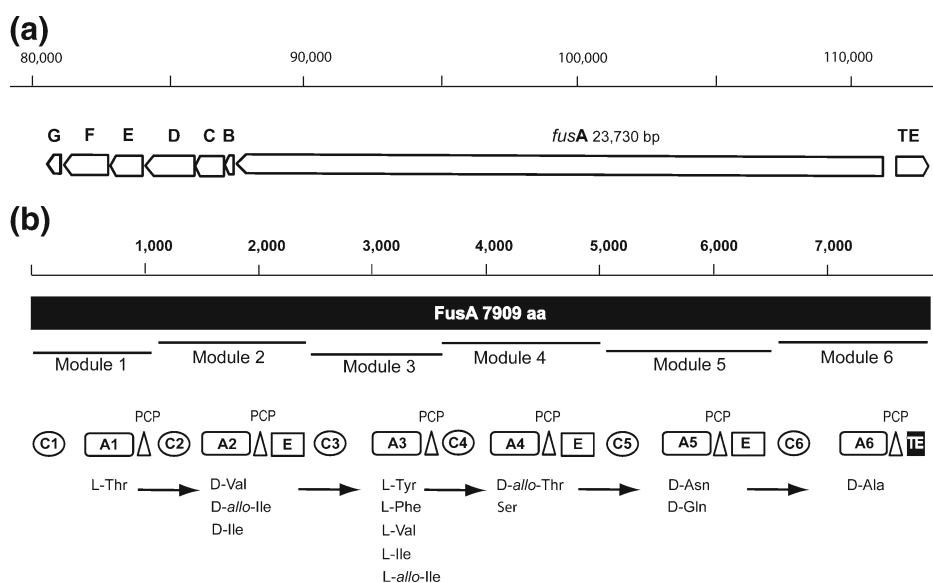 (a)
80,000 90,000 100,000 110,000
G F E D C B fusA 23,730 bp TE
(b)
1,000 2,000 3,000 4,000 5,000 6,000 7,000
FusA 7909 aa
Module 1 Module 2 Module 3 Module 4 Module 5 Module 6
PCP PCP PCP PCP PCP PCP
C1 A1 C2 A2 E C3 A3 C4 A4 E C5 A5 E C6 A6 TE
L-Thr D-Val L-Tyr D-allo-Thr D-Asn D-Ala
D-allo-Ile L-Phe Ser D-Gln
D-Ile L-Val
L-Ile
L-allo-Ile